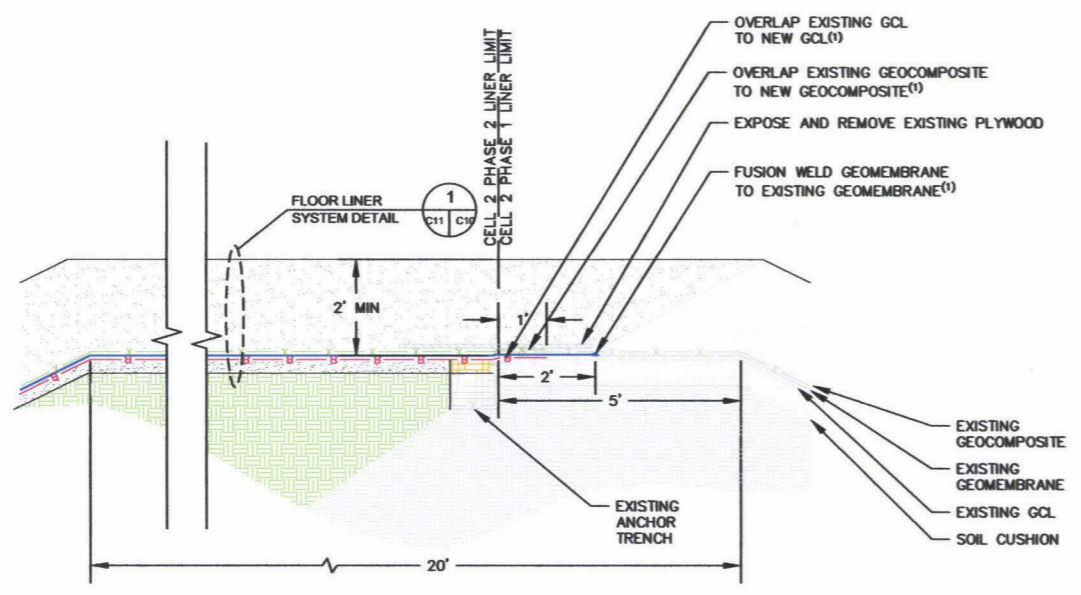 OVERLAP EXISTING GCL
TO NEW GCL(1)
OVERLAP EXISTING GEOCOMPOSITE
TO NEW GEOCOMPOSITE(1)
EXPOSE AND REMOVE EXISTING PLYWOOD
FUSION WELD GEOMEMBRANE
TO EXISTING GEOMEMBRANE(1)
CELL 2 PHASE 2 LINER LIMIT
CELL 2 PHASE 1 LINER LIMIT
FLOOR LINER
SYSTEM DETAIL
1
C11 C10
2' MIN
1'
2'
5'
EXISTING
GEOCOMPOSITE
EXISTING
GEOMEMBRANE
EXISTING GCL
SOIL CUSHION
EXISTING
ANCHOR
TRENCH
20'